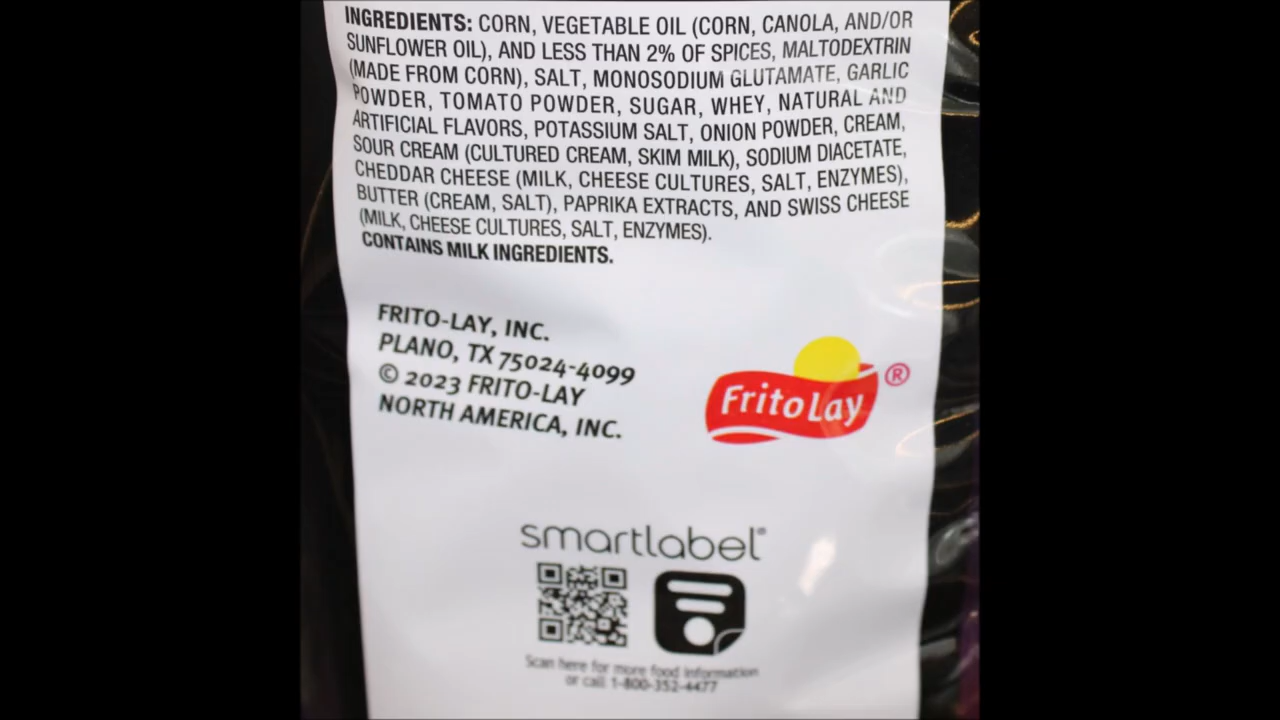 INGREDIENTS: CORN, VEGETABLE OIL (CORN, CANOLA, AND/OR
SUNFLOWER OIL), AND LESS THAN 2% OF SPICES, MALTODEXTRIN
(MADE FROM CORN), SALT, MONOSODIUM GLUTAMATE, GARLIC
POWDER, TOMATO POWDER, SUGAR, WHEY, NATURAL AND
ARTIFICIAL FLAVORS, POTASSIUM SALT, ONION POWDER, CREAM,
SOUR CREAM (CULTURED CREAM, SKIM MILK), SODIUM DIACETATE,
CHEDDAR CHEESE (MILK, CHEESE CULTURES, SALT, ENZYMES),
BUTTER (CREAM, SALT), PAPRIKA EXTRACTS, AND SWISS CHEESE
(MILK, CHEESE CULTURES, SALT, ENZYMES).
CONTAINS MILK INGREDIENTS.
FRITO-LAY, INC.
PLANO, TX 75024-4099
© 2023 FRITO-LAY
NORTH AMERICA, INC.
Frito Lay ®
smartlabel®
Scan here for more food information
or call 1-800-352-4477